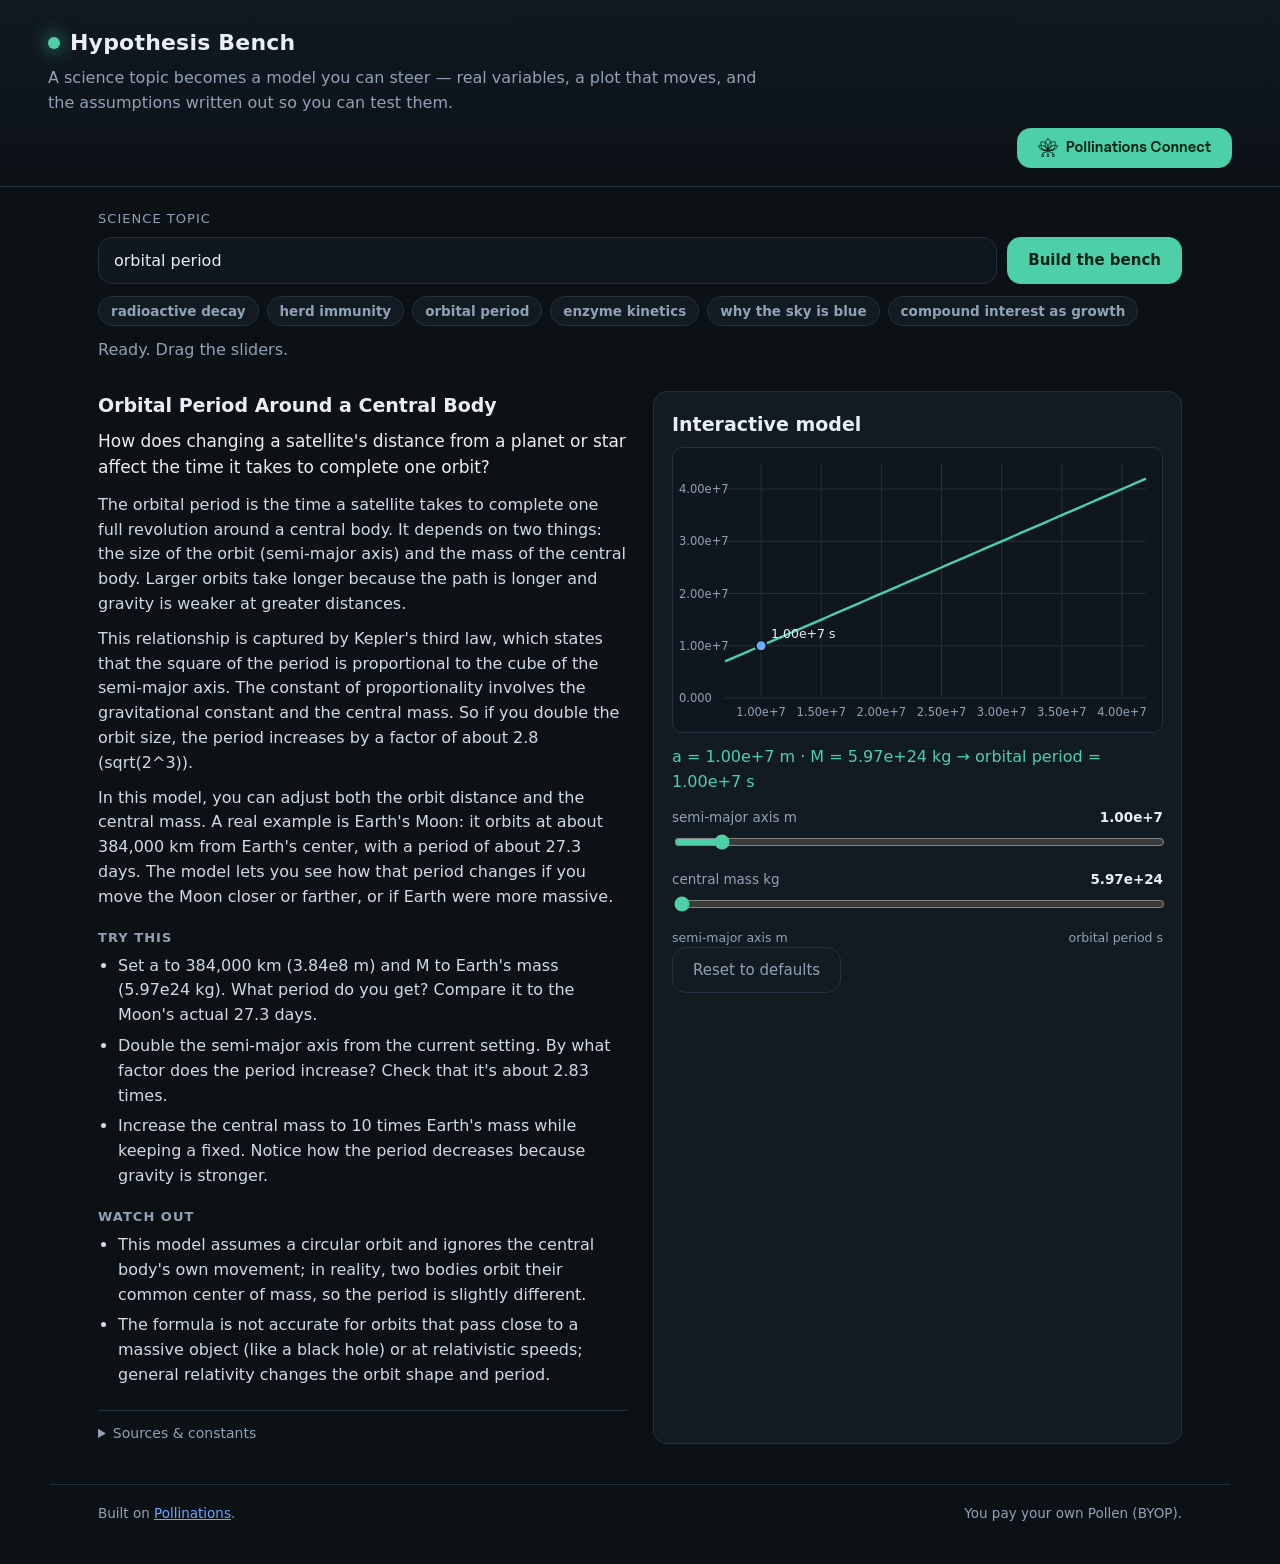 Hypothesis Bench
A science topic becomes a model you can steer — real variables, a plot that moves, and
the assumptions written out so you can test them.
Pollinations Connect
SCIENCE TOPIC
orbital period
Build the bench
radioactive decay
herd immunity
orbital period
enzyme kinetics
why the sky is blue
compound interest as growth
Ready. Drag the sliders.
Orbital Period Around a Central Body
How does changing a satellite's distance from a planet or star
affect the time it takes to complete one orbit?
The orbital period is the time a satellite takes to complete one
full revolution around a central body. It depends on two things:
the size of the orbit (semi-major axis) and the mass of the central
body. Larger orbits take longer because the path is longer and
gravity is weaker at greater distances.
This relationship is captured by Kepler's third law, which states
that the square of the period is proportional to the cube of the
semi-major axis. The constant of proportionality involves the
gravitational constant and the central mass. So if you double the
orbit size, the period increases by a factor of about 2.8
(sqrt(2^3)).
In this model, you can adjust both the orbit distance and the
central mass. A real example is Earth's Moon: it orbits at about
384,000 km from Earth's center, with a period of about 27.3
days. The model lets you see how that period changes if you
move the Moon closer or farther, or if Earth were more massive.
TRY THIS
• Set a to 384,000 km (3.84e8 m) and M to Earth's mass
(5.97e24 kg). What period do you get? Compare it to the
Moon's actual 27.3 days.
• Double the semi-major axis from the current setting. By what
factor does the period increase? Check that it's about 2.83
times.
• Increase the central mass to 10 times Earth's mass while
keeping a fixed. Notice how the period decreases because
gravity is stronger.
WATCH OUT
• This model assumes a circular orbit and ignores the central
body's own movement; in reality, two bodies orbit their
common center of mass, so the period is slightly different.
• The formula is not accurate for orbits that pass close to a
massive object (like a black hole) or at relativistic speeds;
general relativity changes the orbit shape and period.
Sources & constants
Interactive model
4.00e+7
3.00e+7
2.00e+7
1.00e+7
0.000
1.00e+7 s
1.00e+7 1.50e+7 2.00e+7 2.50e+7 3.00e+7 3.50e+7 4.00e+7
a = 1.00e+7 m · M = 5.97e+24 kg → orbital period =
1.00e+7 s
semi-major axis m 1.00e+7
central mass kg 5.97e+24
semi-major axis m orbital period s
Reset to defaults
Built on Pollinations.
You pay your own Pollen (BYOP).